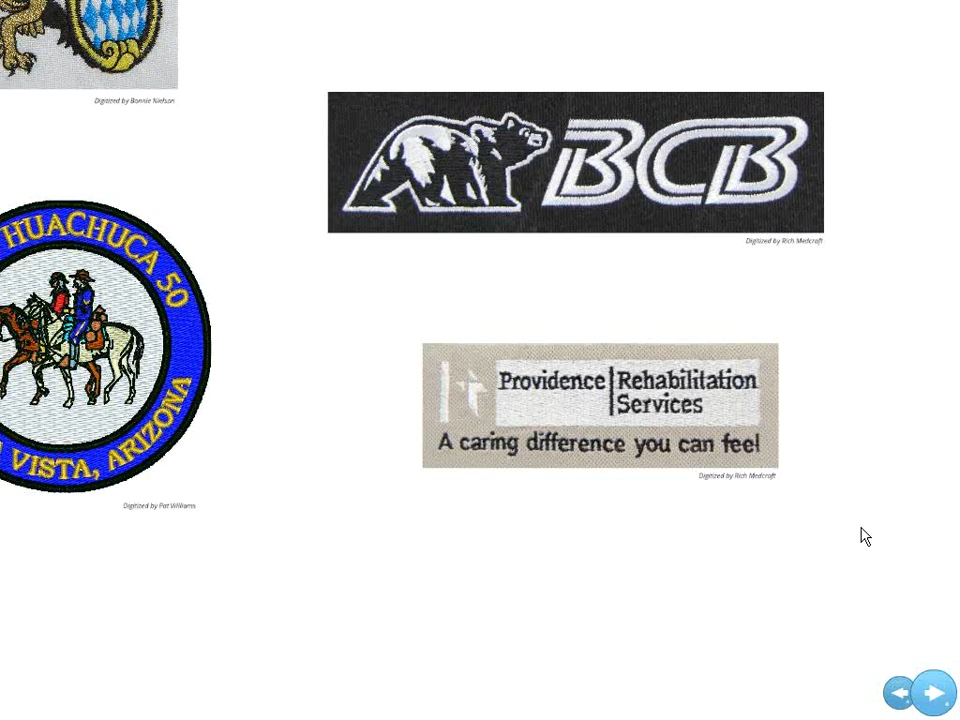 Digitized by Bonnie Nielson
BCB
Digitized by Rich Medcraft
HUACHUCA 50
VISTA, ARIZONA
Digitized by Pat Williams
Providence | Rehabilitation
Services
A caring difference you can feel
Digitized by Rich Medcraft